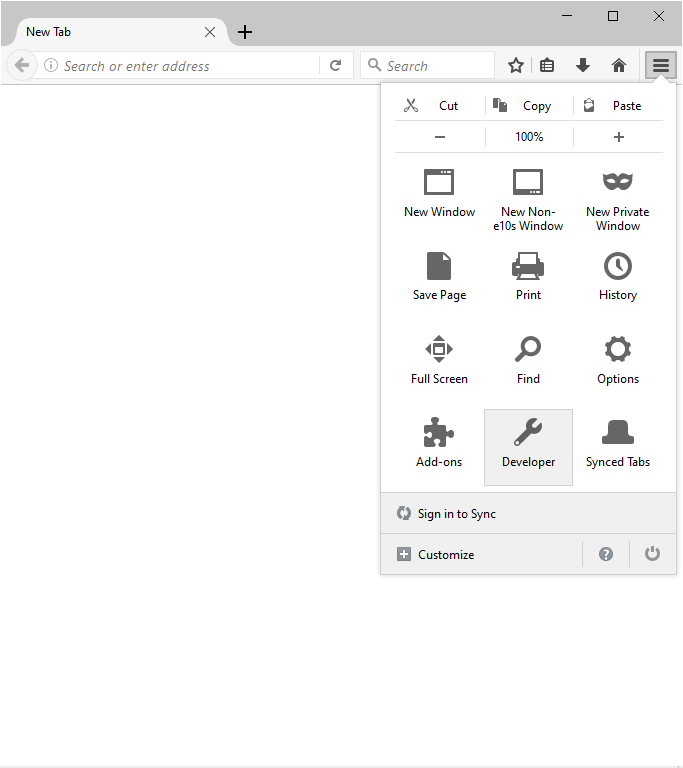 New Tab
Search or enter address
Search
Cut
Copy
Paste
100%
New Window
New Non-
e10s Window
New Private
Window
Save Page
Print
History
Full Screen
Find
Options
Add-ons
Developer
Synced Tabs
Sign in to Sync
Customize